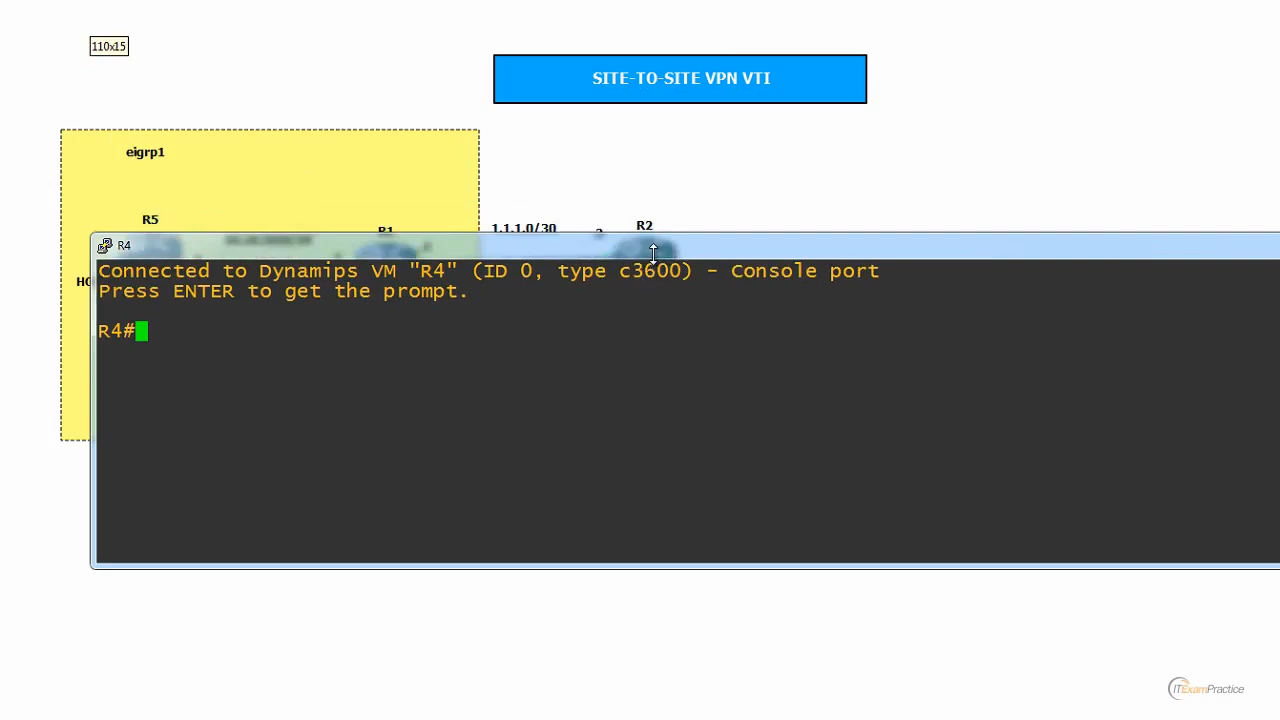 110x15
SITE-TO-SITE VPN VTI
eigrp1
R5
R1
1.1.1.0/30
R2
R4
Connected to Dynamips VM "R4" (ID 0, type c3600) - Console port
Press ENTER to get the prompt.
R4#
ITExamPractice